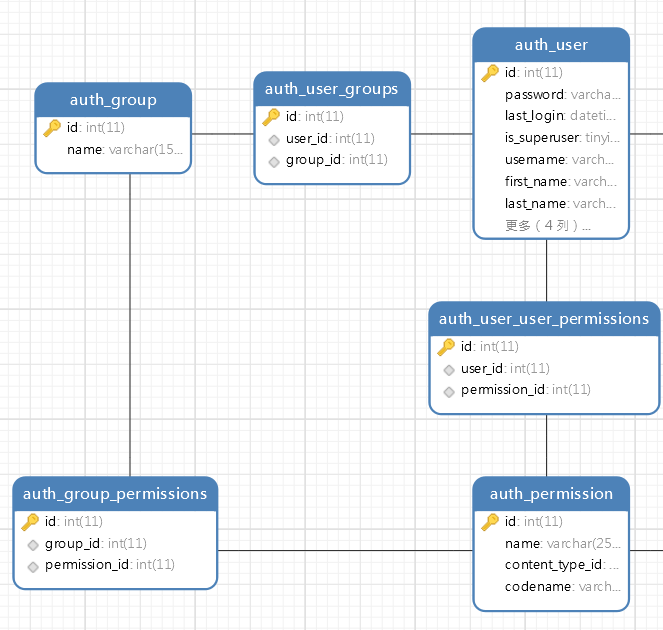 auth_group
id: int(11)
name: varchar(15...
auth_user_groups
id: int(11)
user_id: int(11)
group_id: int(11)
auth_user
id: int(11)
password: varcha...
last_login: dateti...
is_superuser: tinyi...
username: varch...
first_name: varch...
last_name: varch...
更多（4 列）...
auth_user_user_permissions
id: int(11)
user_id: int(11)
permission_id: int(11)
auth_group_permissions
id: int(11)
group_id: int(11)
permission_id: int(11)
auth_permission
id: int(11)
name: varchar(25...
content_type_id: ...
codename: varch...